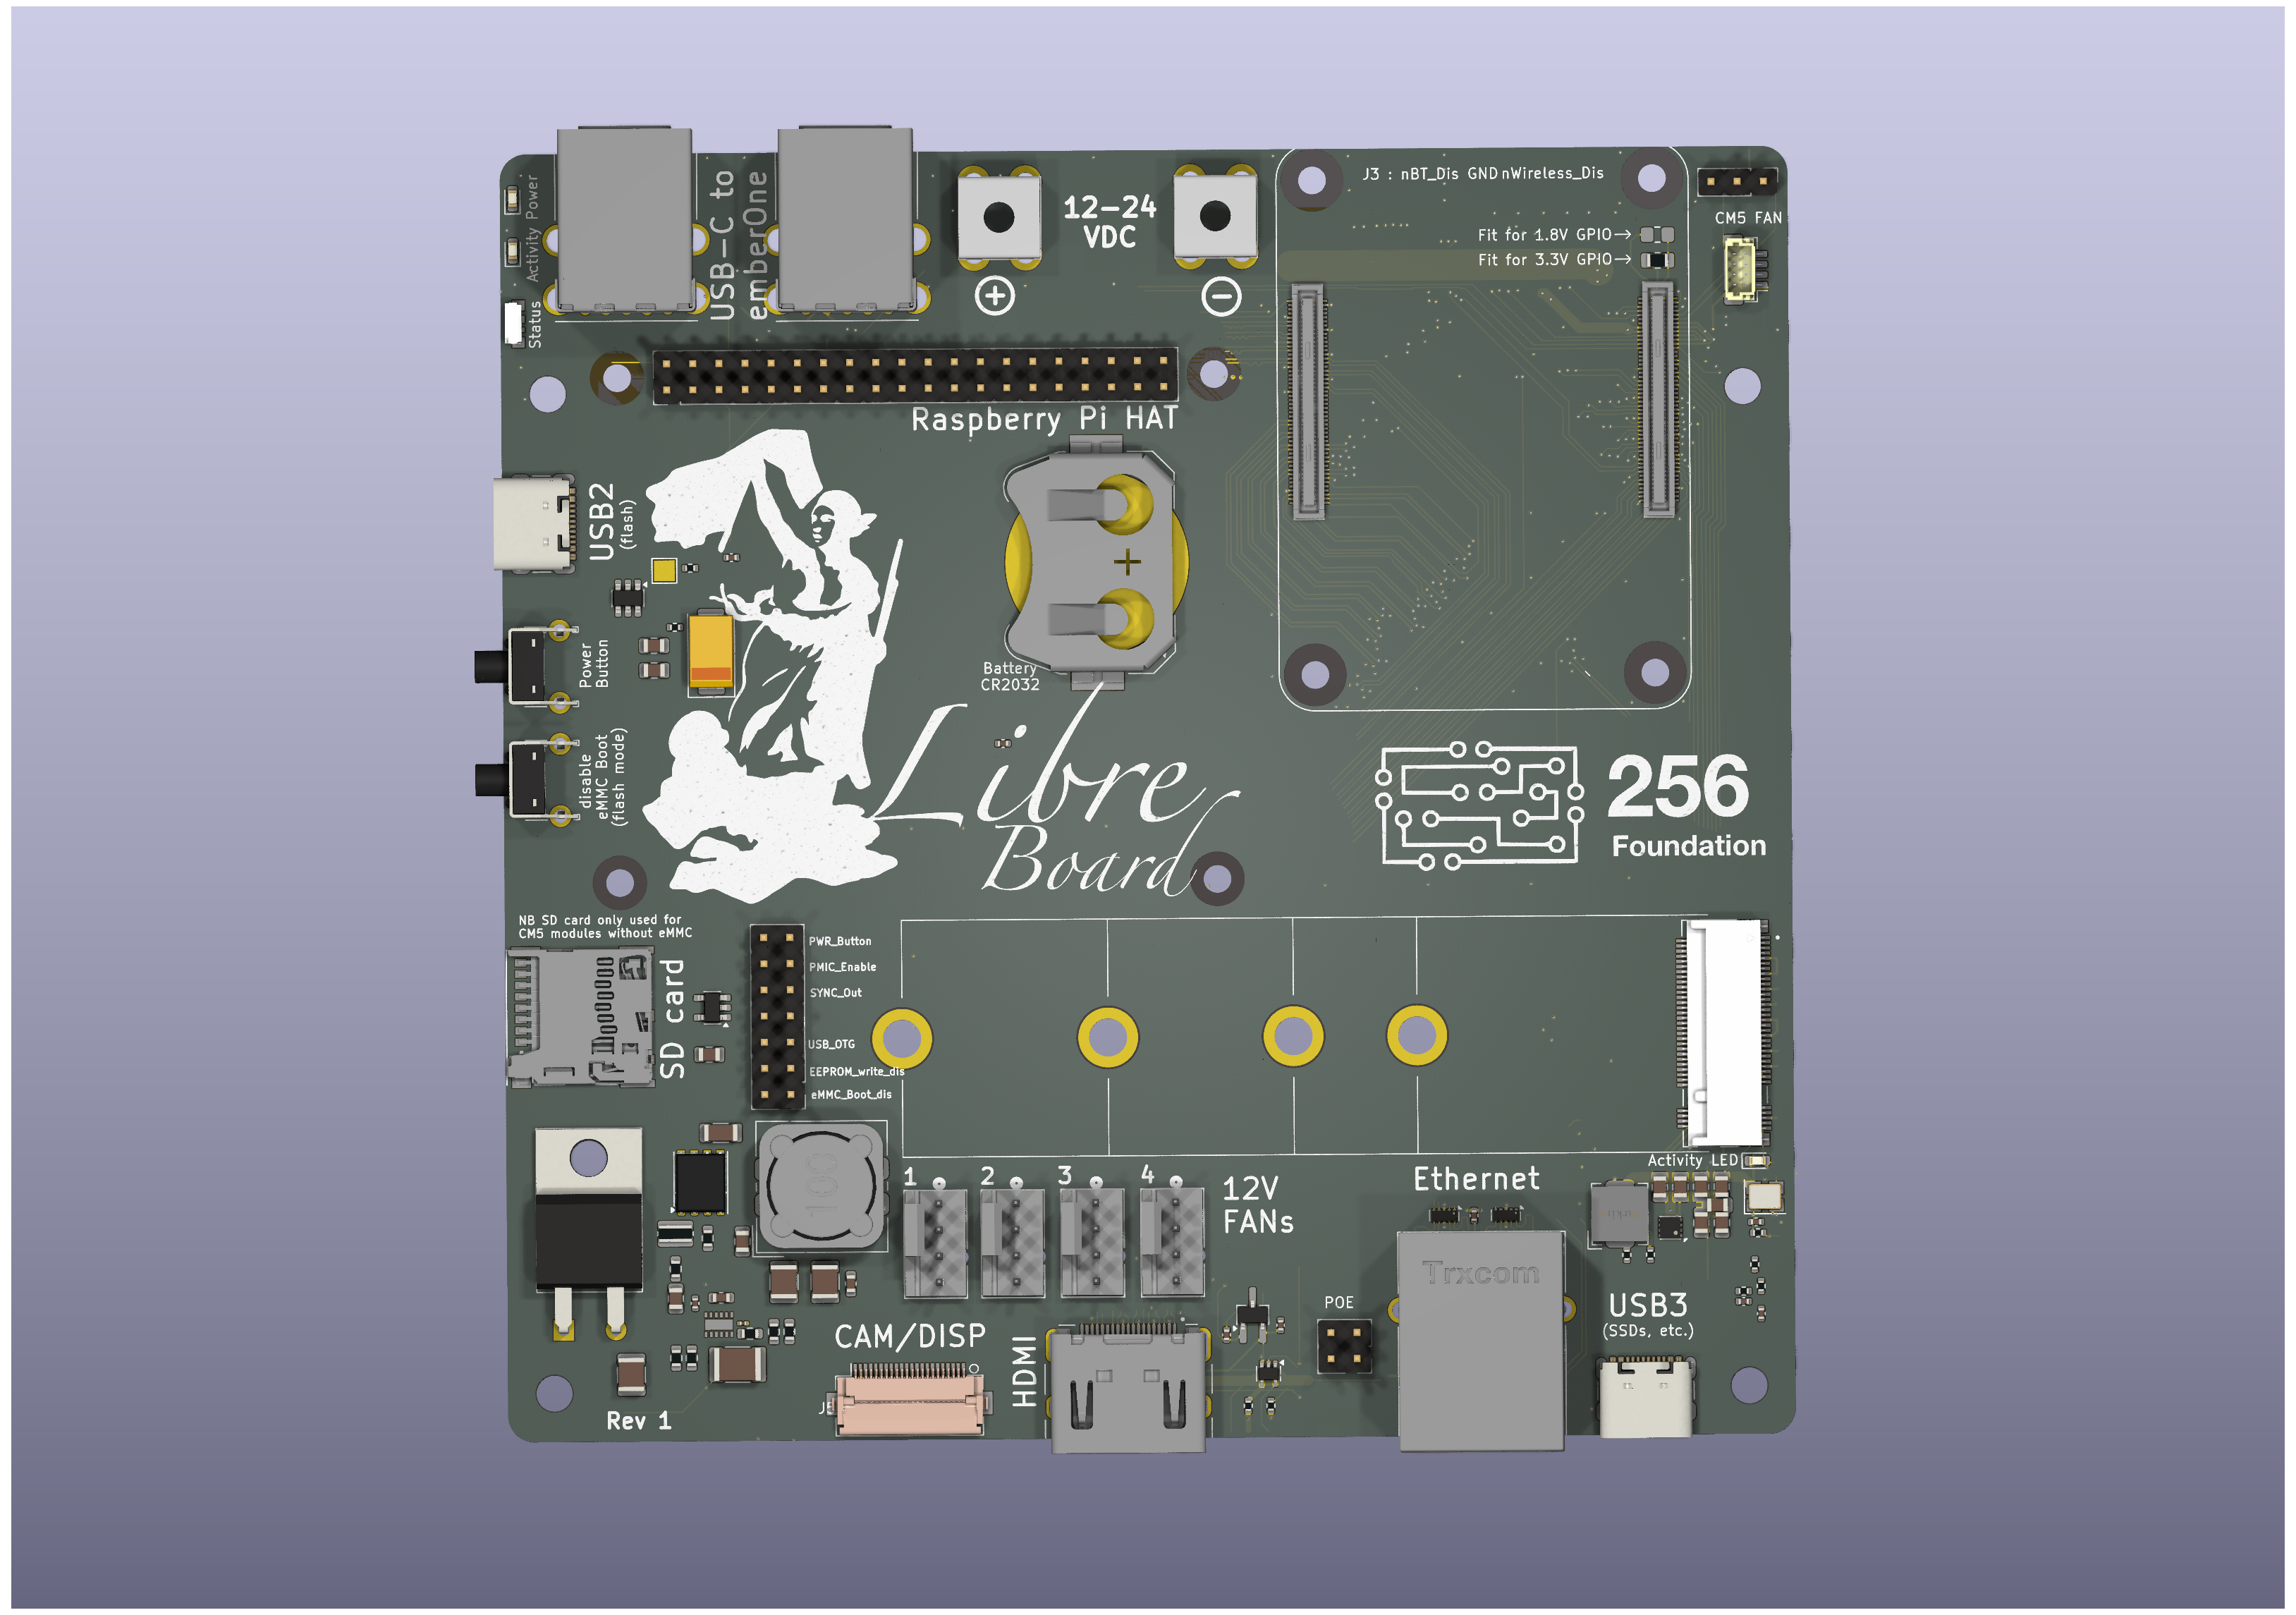 Activity Power
Status
USB-C to
emberOne
12-24
VDC
+
−
J3 : nBT_Dis GND nWireless_Dis
CM5 FAN
Fit for 1.8V GPIO→
Fit for 3.3V GPIO→
Raspberry Pi HAT
USB2
(flash)
Power
Button
disable
eMMC Boot
(flash mode)
+
Battery
CR2032
Libre
Board
256
Foundation
NB SD card only used for
CM5 modules without eMMC
SD card
PWR_Button
PMIC_Enable
SYNC_Out
USB_OTG
EEPROM_write_dis
eMMC_Boot_dis
100
1 2 3 4
12V
FANs
Activity LED
Ethernet
Trxcom
POE
USB3
(SSDs, etc.)
CAM/DISP
HDMI
Rev 1